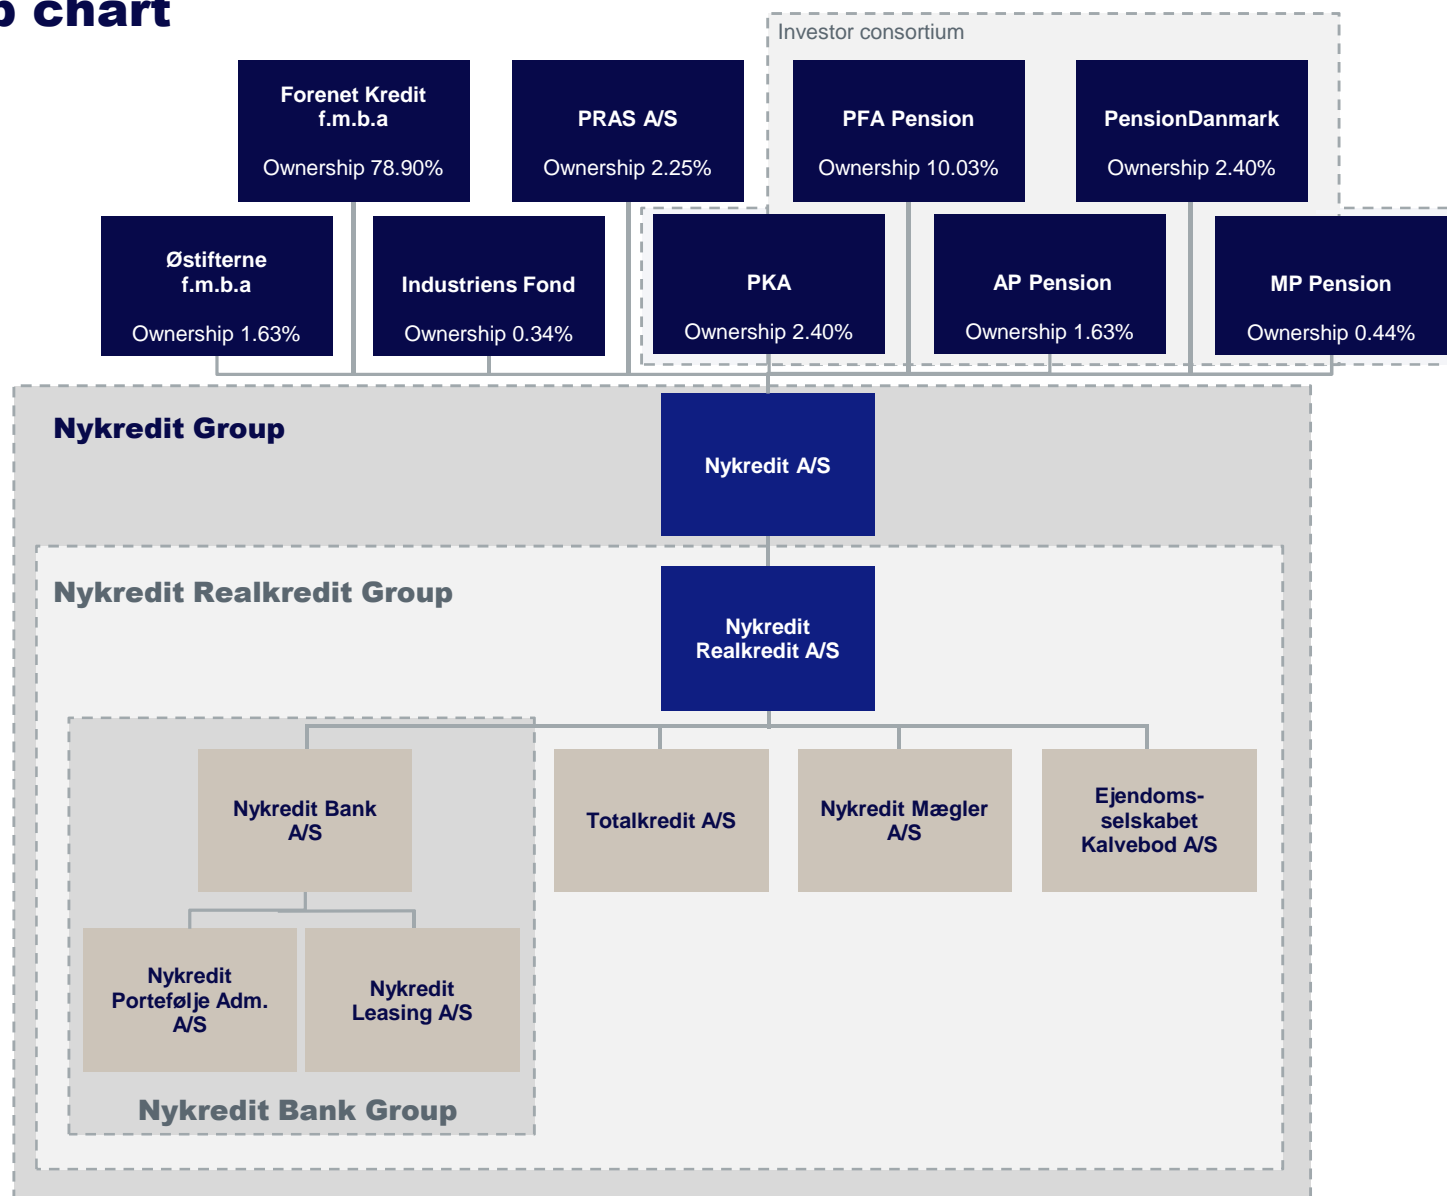 chart
Investor consortium
Forenet Kredit
f.m.b.a
Ownership 78.90%
PRAS A/S
Ownership 2.25%
PFA Pension
Ownership 10.03%
PensionDanmark
Ownership 2.40%
Østifterne
f.m.b.a
Ownership 1.63%
Industriens Fond
Ownership 0.34%
PKA
Ownership 2.40%
AP Pension
Ownership 1.63%
MP Pension
Ownership 0.44%
Nykredit Group
Nykredit A/S
Nykredit Realkredit Group
Nykredit
Realkredit A/S
Nykredit Bank
A/S
Totalkredit A/S
Nykredit Mægler
A/S
Ejendoms-
selskabet
Kalvebod A/S
Nykredit
Portefølje Adm.
A/S
Nykredit
Leasing A/S
Nykredit Bank Group